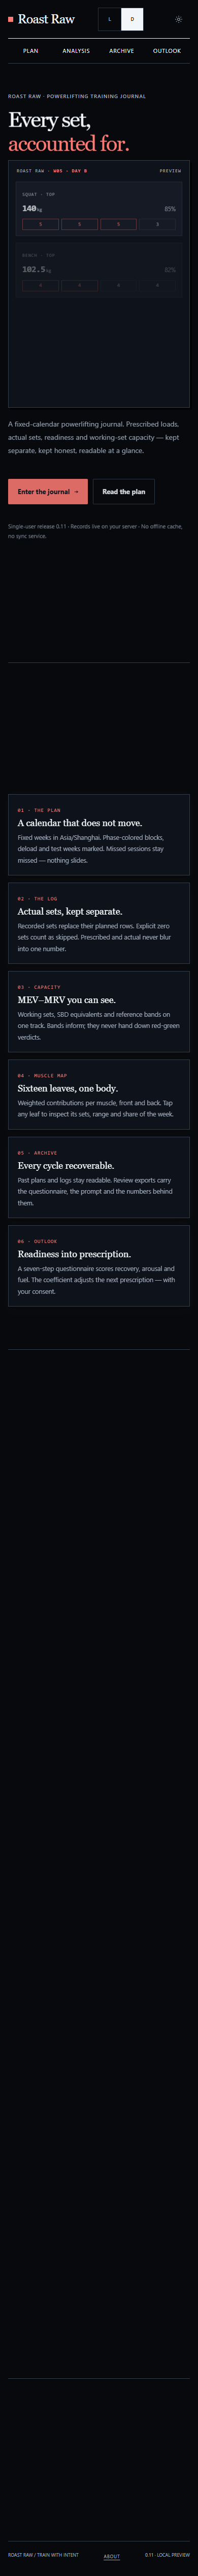 Roast Raw
L D
PLAN ANALYSIS ARCHIVE OUTLOOK
ROAST RAW · POWERLIFTING TRAINING JOURNAL
Every set,
accounted for.
ROAST RAW · W05 · DAY B PREVIEW
SQUAT · TOP
140kg 85%
5 5 5 5
BENCH · TOP
102.5kg 82%
A fixed-calendar powerlifting journal. Prescribed loads,
actual sets, readiness and working-set capacity — kept
separate, kept honest, readable at a glance.
Enter the journal → Read the plan
Single-user release 0.11 · Records live on your server · No offline cache,
no sync service.
01 · THE PLAN
A calendar that does not move.
Fixed weeks in Asia/Shanghai. Phase-colored blocks,
deload and test weeks marked. Missed sessions stay
missed — nothing slides.
02 · THE LOG
Actual sets, kept separate.
Recorded sets replace their planned rows. Explicit zero
sets count as skipped. Prescribed and actual never blur
into one number.
03 · CAPACITY
MEV–MRV you can see.
Working sets, SBD equivalents and reference bands on
one track. Bands inform; they never hand down red-green
verdicts.
04 · MUSCLE MAP
Sixteen leaves, one body.
Weighted contributions per muscle, front and back. Tap
any leaf to inspect its sets, range and share of the week.
05 · ARCHIVE
Every cycle recoverable.
Past plans and logs stay readable. Review exports carry
the questionnaire, the prompt and the numbers behind
them.
06 · OUTLOOK
Readiness into prescription.
A seven-step questionnaire scores recovery, arousal and
fuel. The coefficient adjusts the next prescription — with
your consent.
ROAST RAW / TRAIN WITH INTENT ABOUT 0.11 · LOCAL PREVIEW